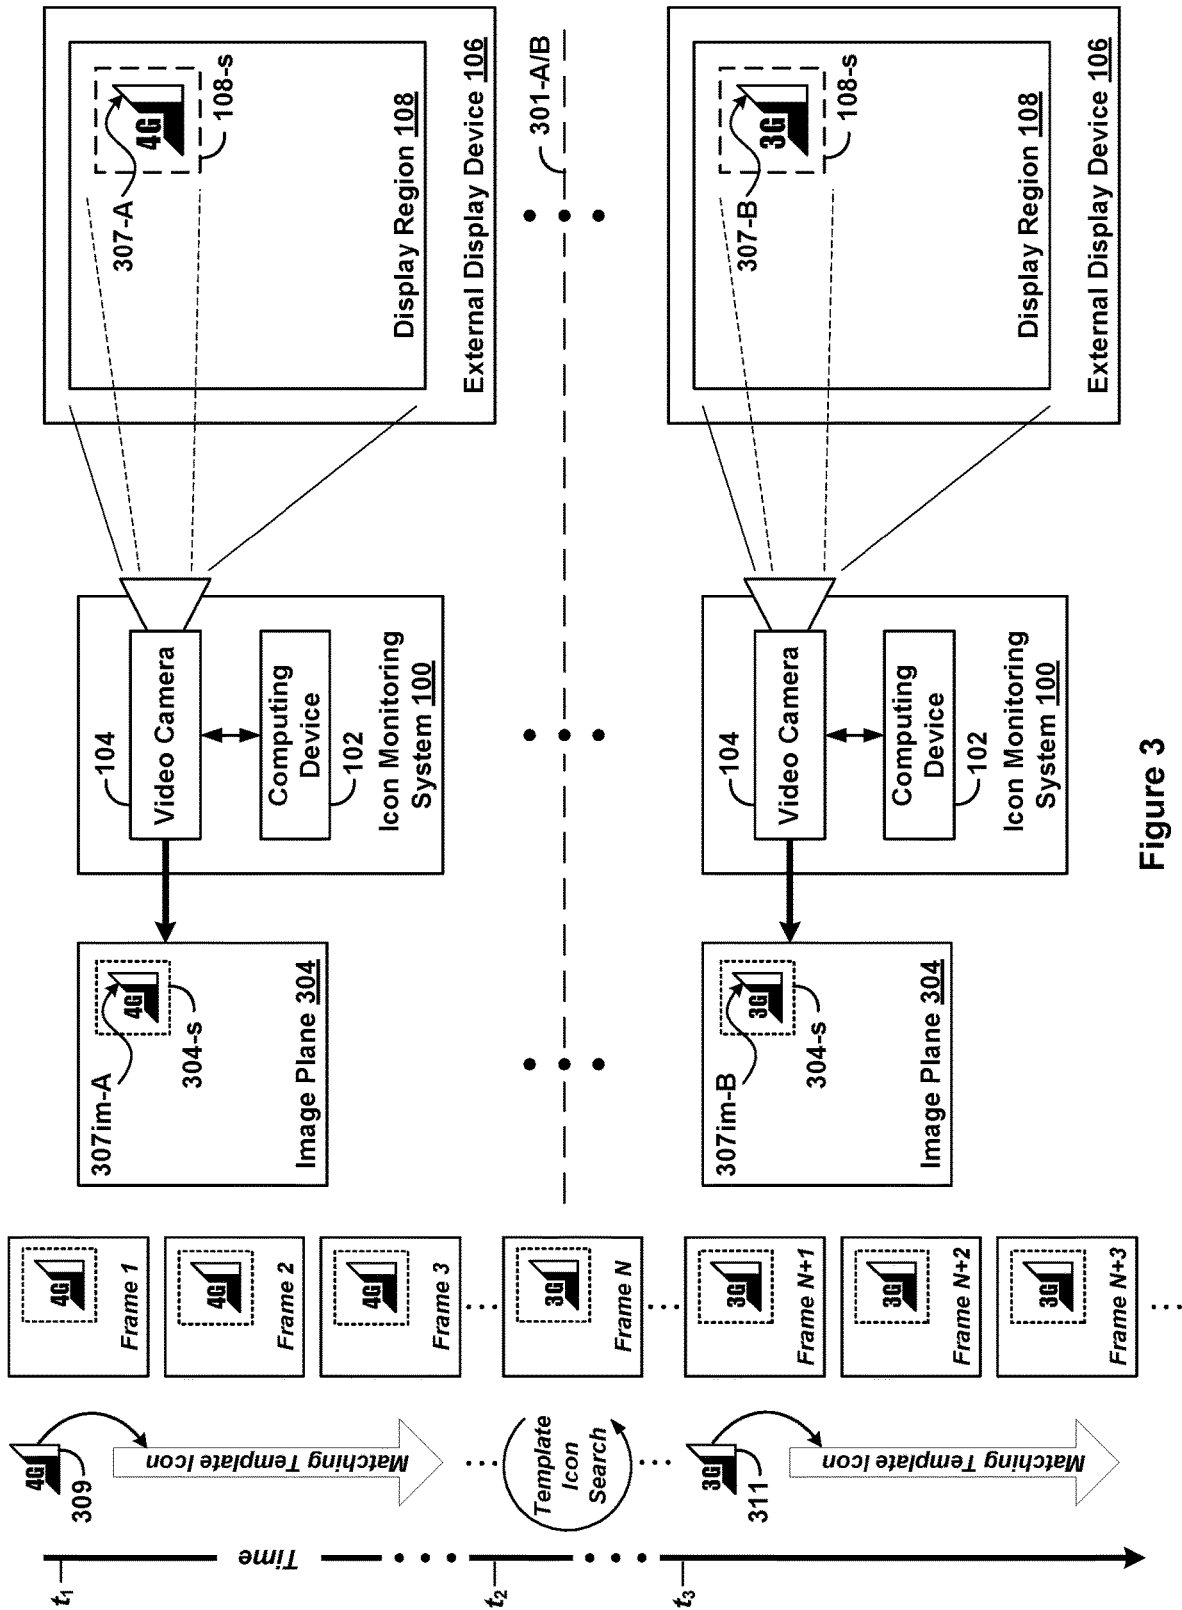 t1
t2
t3
Time
309
4G
Matching Template Icon
Template
Icon
Search
311
3G
Matching Template Icon
4G
Frame 1
4G
Frame 2
4G
Frame 3
3G
Frame N
3G
Frame N+1
3G
Frame N+2
3G
Frame N+3
307im-A
4G
304-s
Image Plane 304
104
Video Camera
Computing
Device
102
Icon Monitoring
System 100
307-A
4G
108-s
Display Region 108
External Display Device 106
301-A/B
307im-B
3G
304-s
Image Plane 304
104
Video Camera
Computing
Device
102
Icon Monitoring
System 100
307-B
3G
108-s
Display Region 108
External Display Device 106
Figure 3